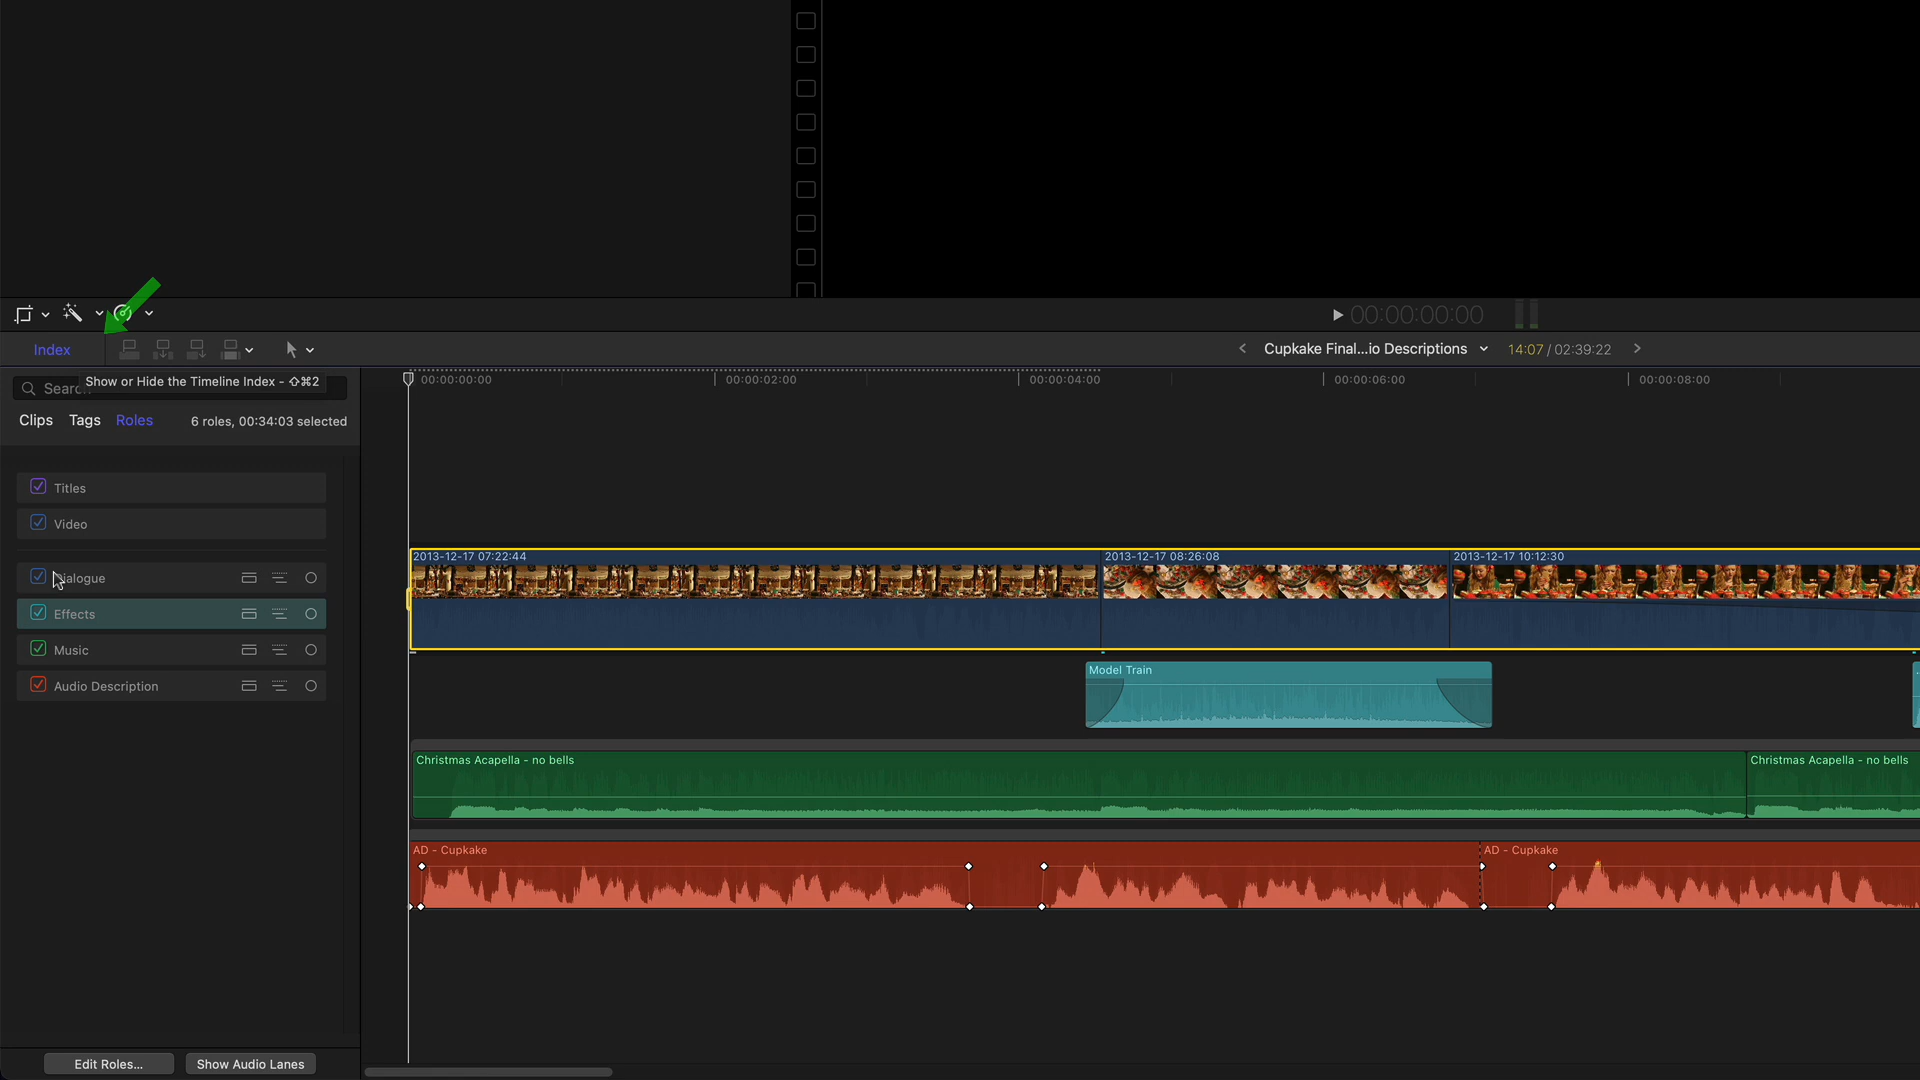 00:00:00:00
Index
Cupkake Final...io Descriptions
14:07 / 02:39:22
Show or Hide the Timeline Index - ⇧⌘2
Clips Tags Roles
6 roles, 00:34:03 selected
00:00:00:00
00:00:02:00
00:00:04:00
00:00:06:00
00:00:08:00
Titles
Video
Dialogue
Effects
Music
Audio Description
2013-12-17 07:22:44
2013-12-17 08:26:08
2013-12-17 10:12:30
Model Train
Christmas Acapella - no bells
Christmas Acapella - no bells
AD - Cupkake
AD - Cupkake
Edit Roles...
Show Audio Lanes